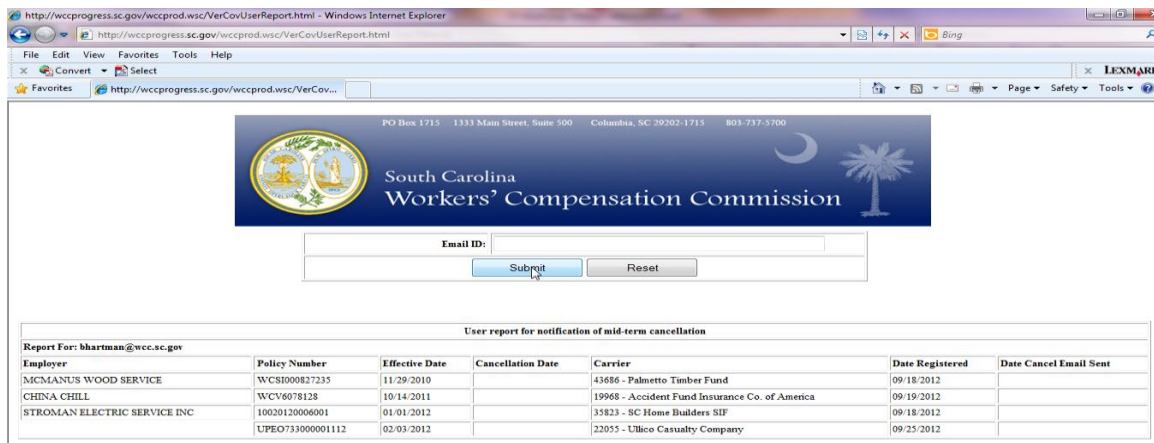 http://wccprogress.sc.gov/wccprod.wsc/VerCovUserReport.html - Windows Internet Explorer
http://wccprogress.sc.gov/wccprod.wsc/VerCovUserReport.html Bing
File Edit View Favorites Tools Help
Convert Select LEXMARK
Favorites http://wccprogress.sc.gov/wccprod.wsc/VerCov... Page Safety Tools
PO Box 1715 1333 Main Street, Suite 500 Columbia, SC 29202-1715 803-737-5700
South Carolina
Workers' Compensation Commission
Email ID:
Submit Reset
User report for notification of mid-term cancellation
Report For: bhartman@wcc.sc.gov
Employer Policy Number Effective Date Cancellation Date Carrier Date Registered Date Cancel Email Sent
MCMANUS WOOD SERVICE WCSI000827235 11/29/2010 43686 - Palmetto Timber Fund 09/18/2012
CHINA CHILL WCV6078128 10/14/2011 19968 - Accident Fund Insurance Co. of America 09/19/2012
STROMAN ELECTRIC SERVICE INC 10020120006001 01/01/2012 35823 - SC Home Builders SIF 09/18/2012
UPEO733000001112 02/03/2012 22055 - Ullico Casualty Company 09/25/2012